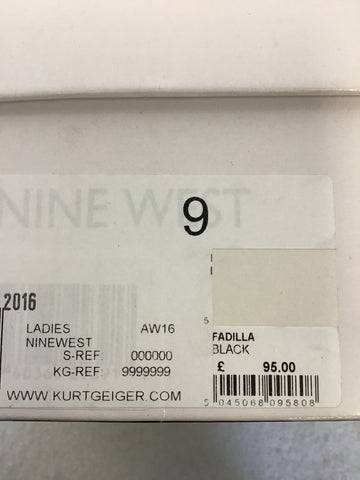 NINE WEST
9
2016
LADIES AW16
NINEWEST
S-REF: 000000
KG-REF: 9999999
WWW.KURTGEIGER.COM
5
FADILLA
BLACK
£ 95.00
5 045068 095808